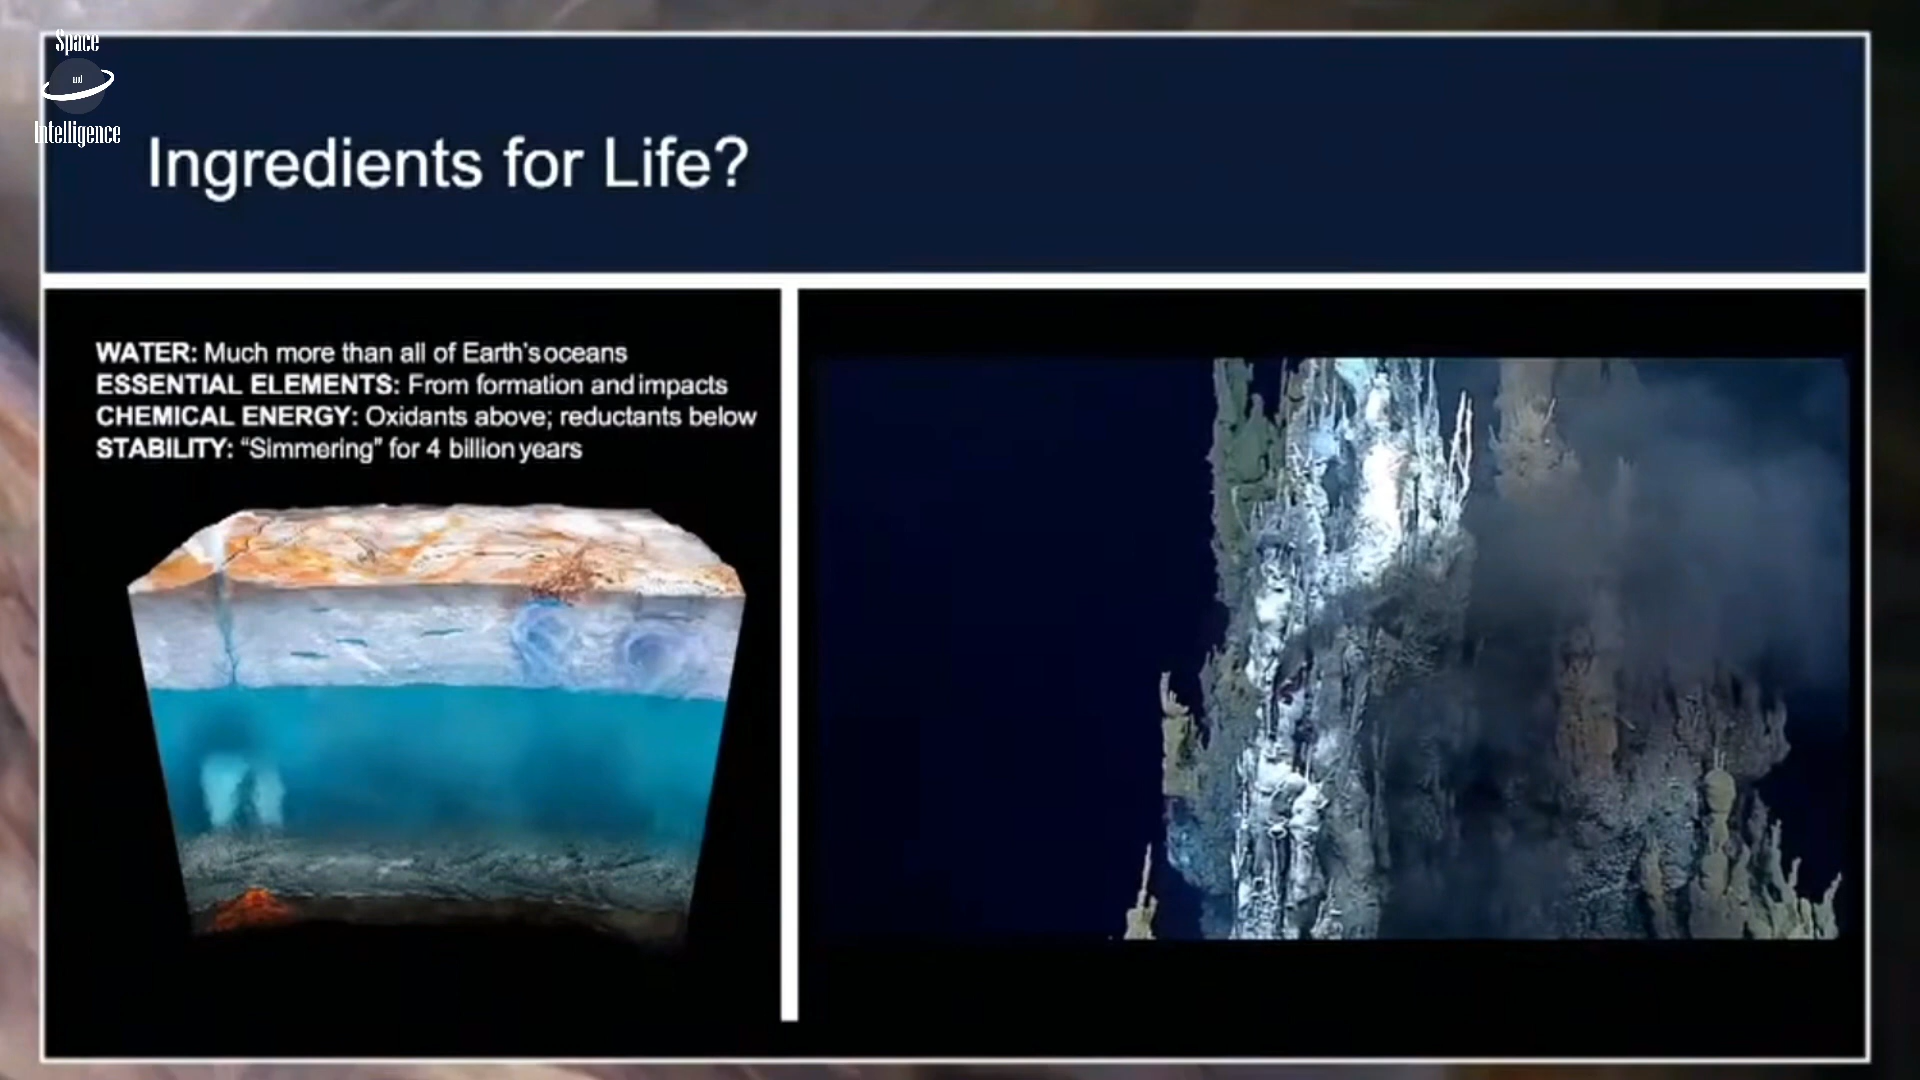 Space
and
Intelligence
Ingredients for Life?
WATER: Much more than all of Earth's oceans
ESSENTIAL ELEMENTS: From formation and impacts
CHEMICAL ENERGY: Oxidants above; reductants below
STABILITY: “Simmering” for 4 billion years